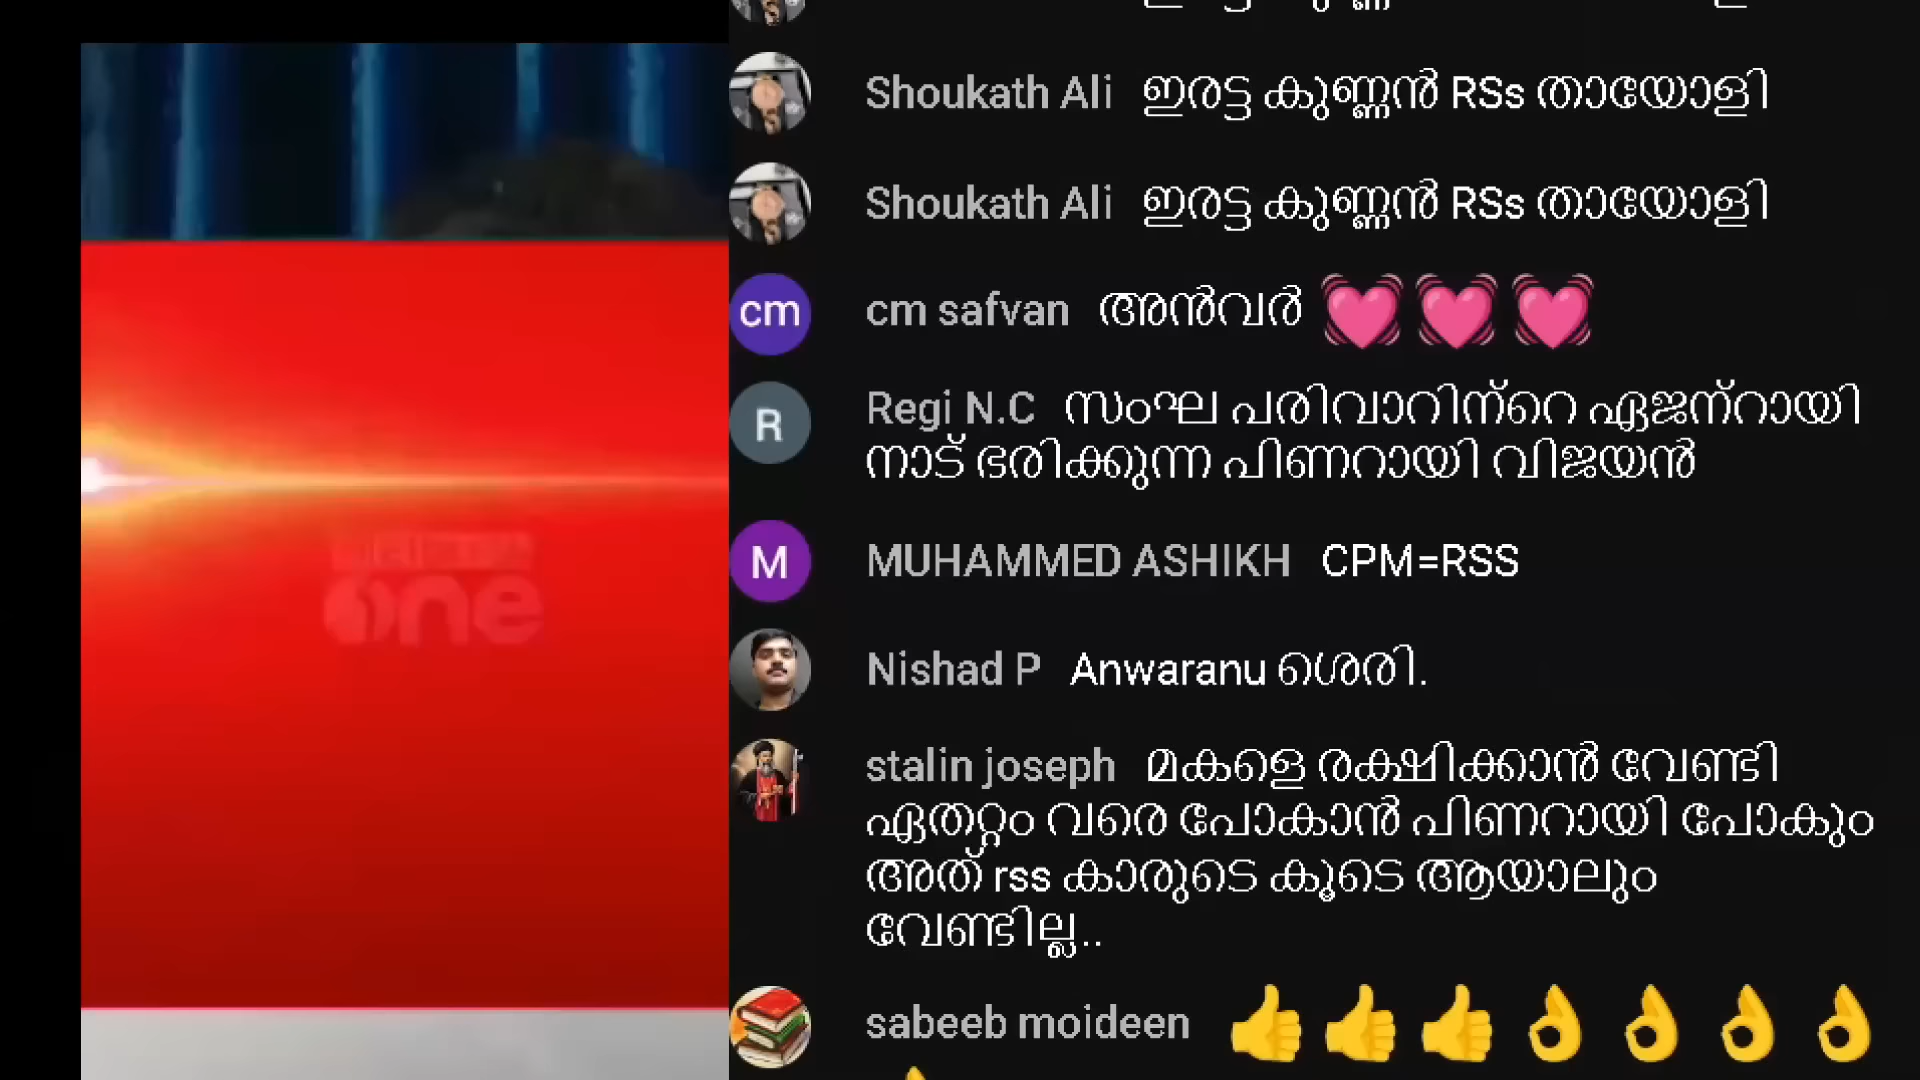 Shoukath Ali ഇരട്ട കുണ്ണൻ RSs തായോളി
Shoukath Ali ഇരട്ട കുണ്ണൻ RSs തായോളി
cm
cm safvan അൻവർ 💓💓💓
R
Regi N.C സംഘ പരിവാറിന്റെ ഏജന്റായി
നാട് ഭരിക്കുന്ന പിണറായി വിജയൻ
M
MUHAMMED ASHIKH CPM=RSS
Nishad P Anwaranu ശെരി.
stalin joseph മകളെ രക്ഷിക്കാൻ വേണ്ടി
ഏതറ്റം വരെ പോകാൻ പിണറായി പോകും
അത് rss കാരുടെ കൂടെ ആയാലും
വേണ്ടില്ല..
sabeeb moideen 👍👍👍👌👌👌👌
one